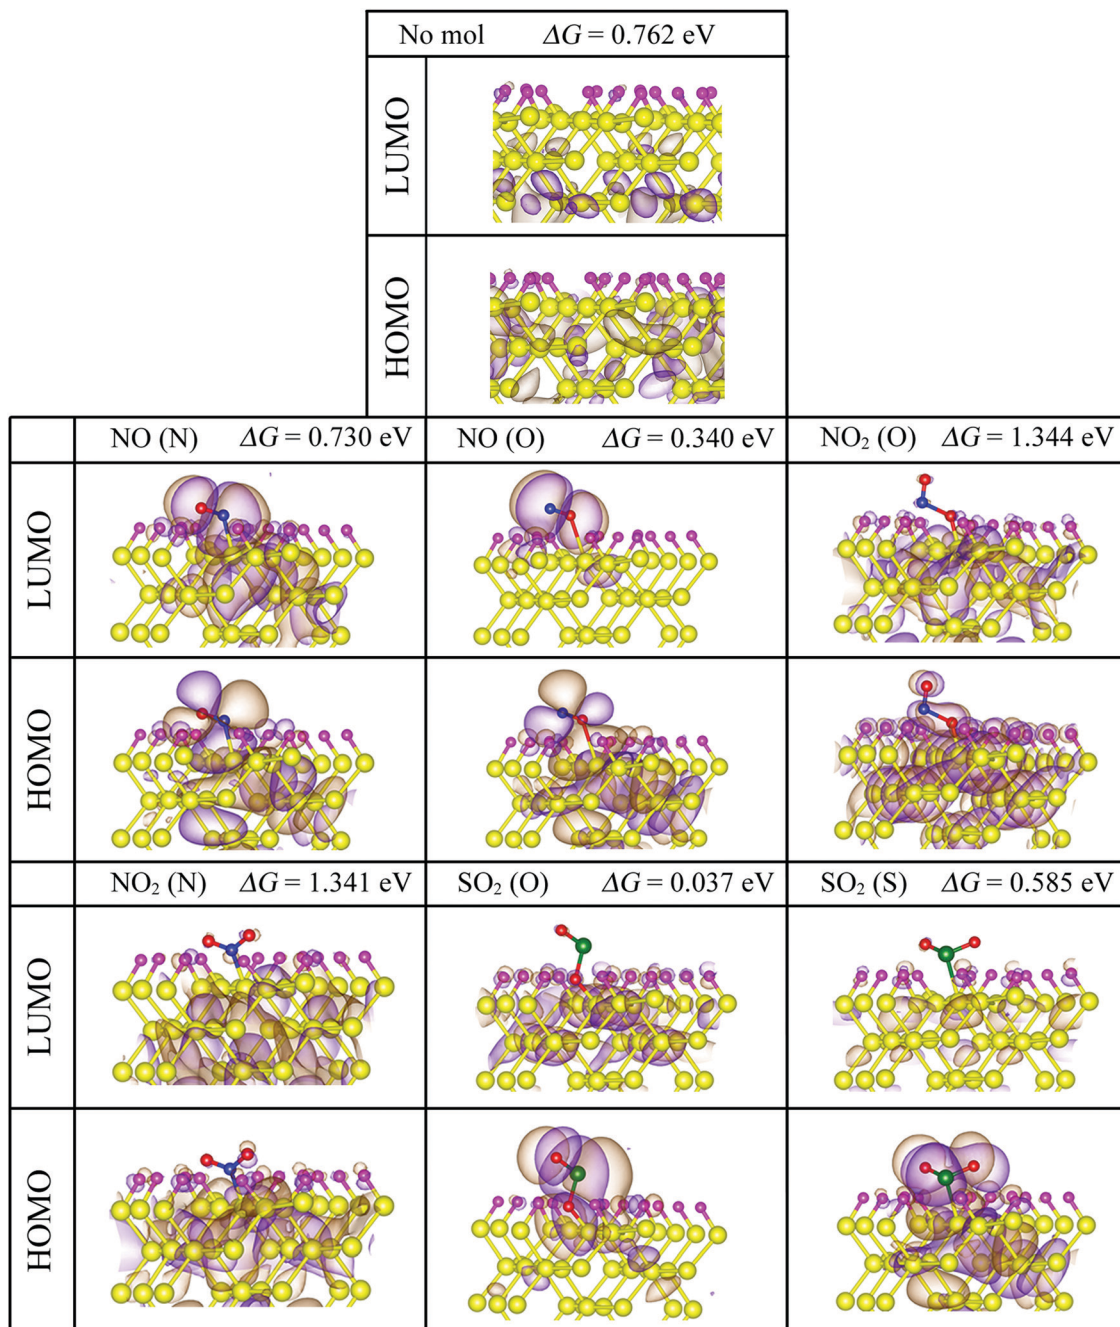 No mol ΔG = 0.762 eV
LUMO
HOMO
NO (N) ΔG = 0.730 eV NO (O) ΔG = 0.340 eV NO₂ (O) ΔG = 1.344 eV
LUMO
HOMO
NO₂ (N) ΔG = 1.341 eV SO₂ (O) ΔG = 0.037 eV SO₂ (S) ΔG = 0.585 eV
LUMO
HOMO